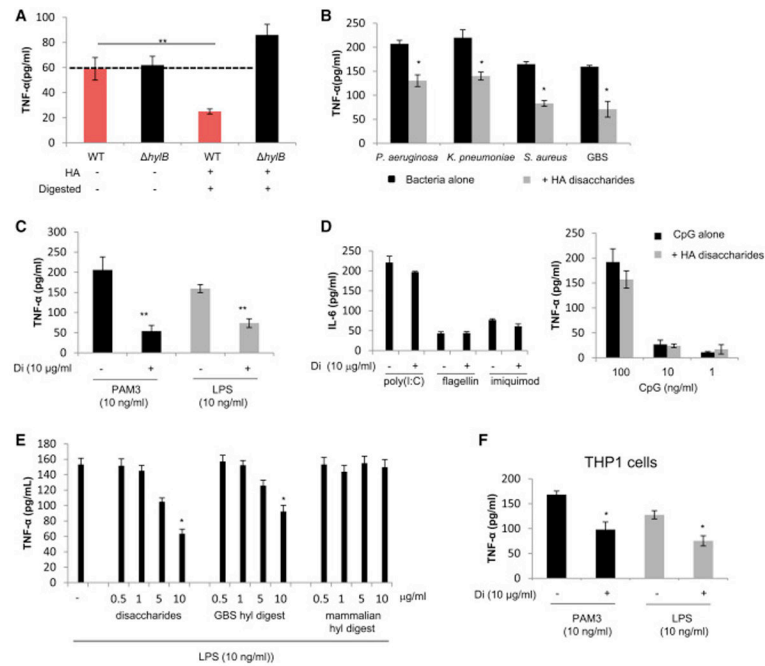 A
TNF-α(pg/ml)
100
80
60
40
20
0
**
WT ΔhylB WT ΔhylB
HA - - + +
Digested - - + +
B
TNF-α(pg/ml)
250
200
150
100
50
0
* * * *
P. aeruginosa K. pneumoniae S. aureus GBS
Bacteria alone + HA disaccharides
C
TNF-α (pg/ml)
300
250
200
150
100
50
0
** **
Di (10 μg/ml - + - +
PAM3 LPS
(10 ng/ml) (10 ng/ml)
D
IL-6 (pg/ml)
250
200
150
100
50
0
Di (10 μg/ml) - + - + - +
poly(I:C) flagellin imiquimod
TNF-α (pg/ml)
250
200
150
100
50
0
CpG alone
+ HA disaccharides
100 10 1
CpG (ng/ml)
E
TNF-α (pg/mL)
180
160
140
120
100
80
60
40
20
0
* *
- 0.5 1 5 10 0.5 1 5 10 0.5 1 5 10 μg/ml
disaccharides GBS hyl digest mammalian
hyl digest
LPS (10 ng/ml))
F
THP1 cells
TNF-α (pg/ml)
200
150
100
50
0
* *
Di (10 μg/ml) - + - +
PAM3 LPS
(10 ng/ml) (10 ng/ml)